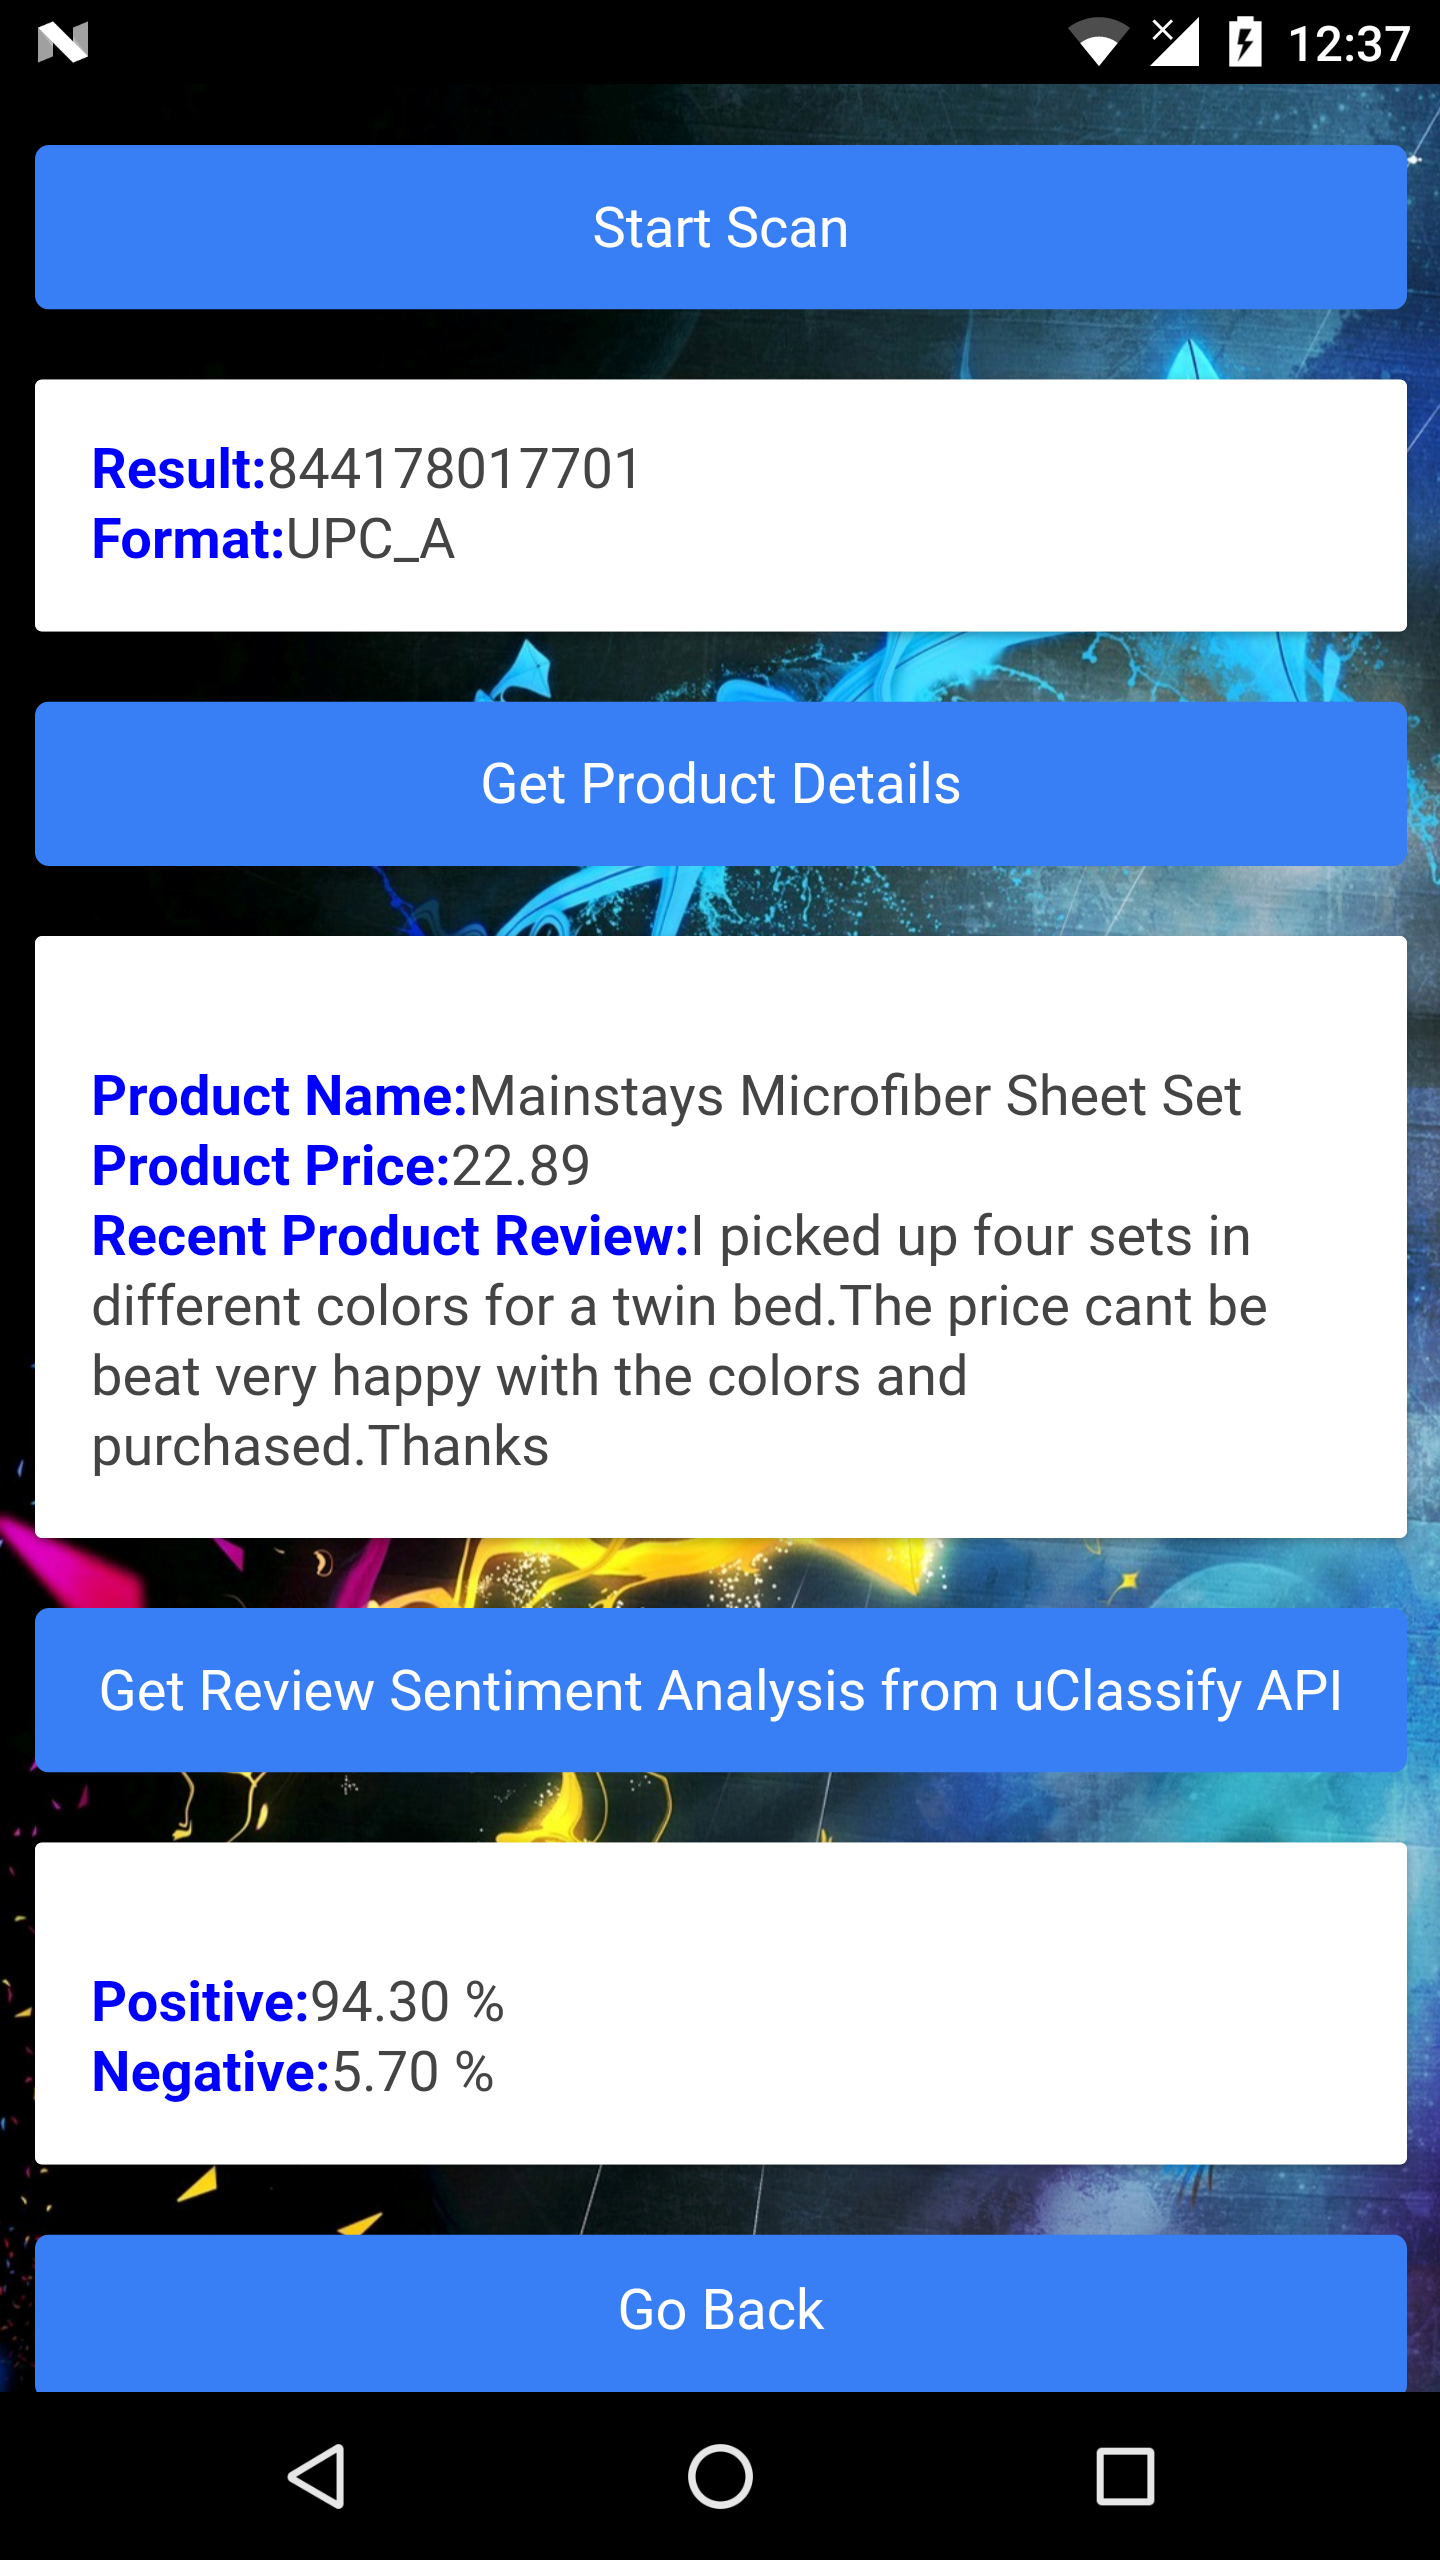 12:37
Start Scan
Result:844178017701
Format:UPC_A
Get Product Details
Product Name:Mainstays Microfiber Sheet Set
Product Price:22.89
Recent Product Review:I picked up four sets in
different colors for a twin bed.The price cant be
beat very happy with the colors and
purchased.Thanks
Get Review Sentiment Analysis from uClassify API
Positive:94.30 %
Negative:5.70 %
Go Back